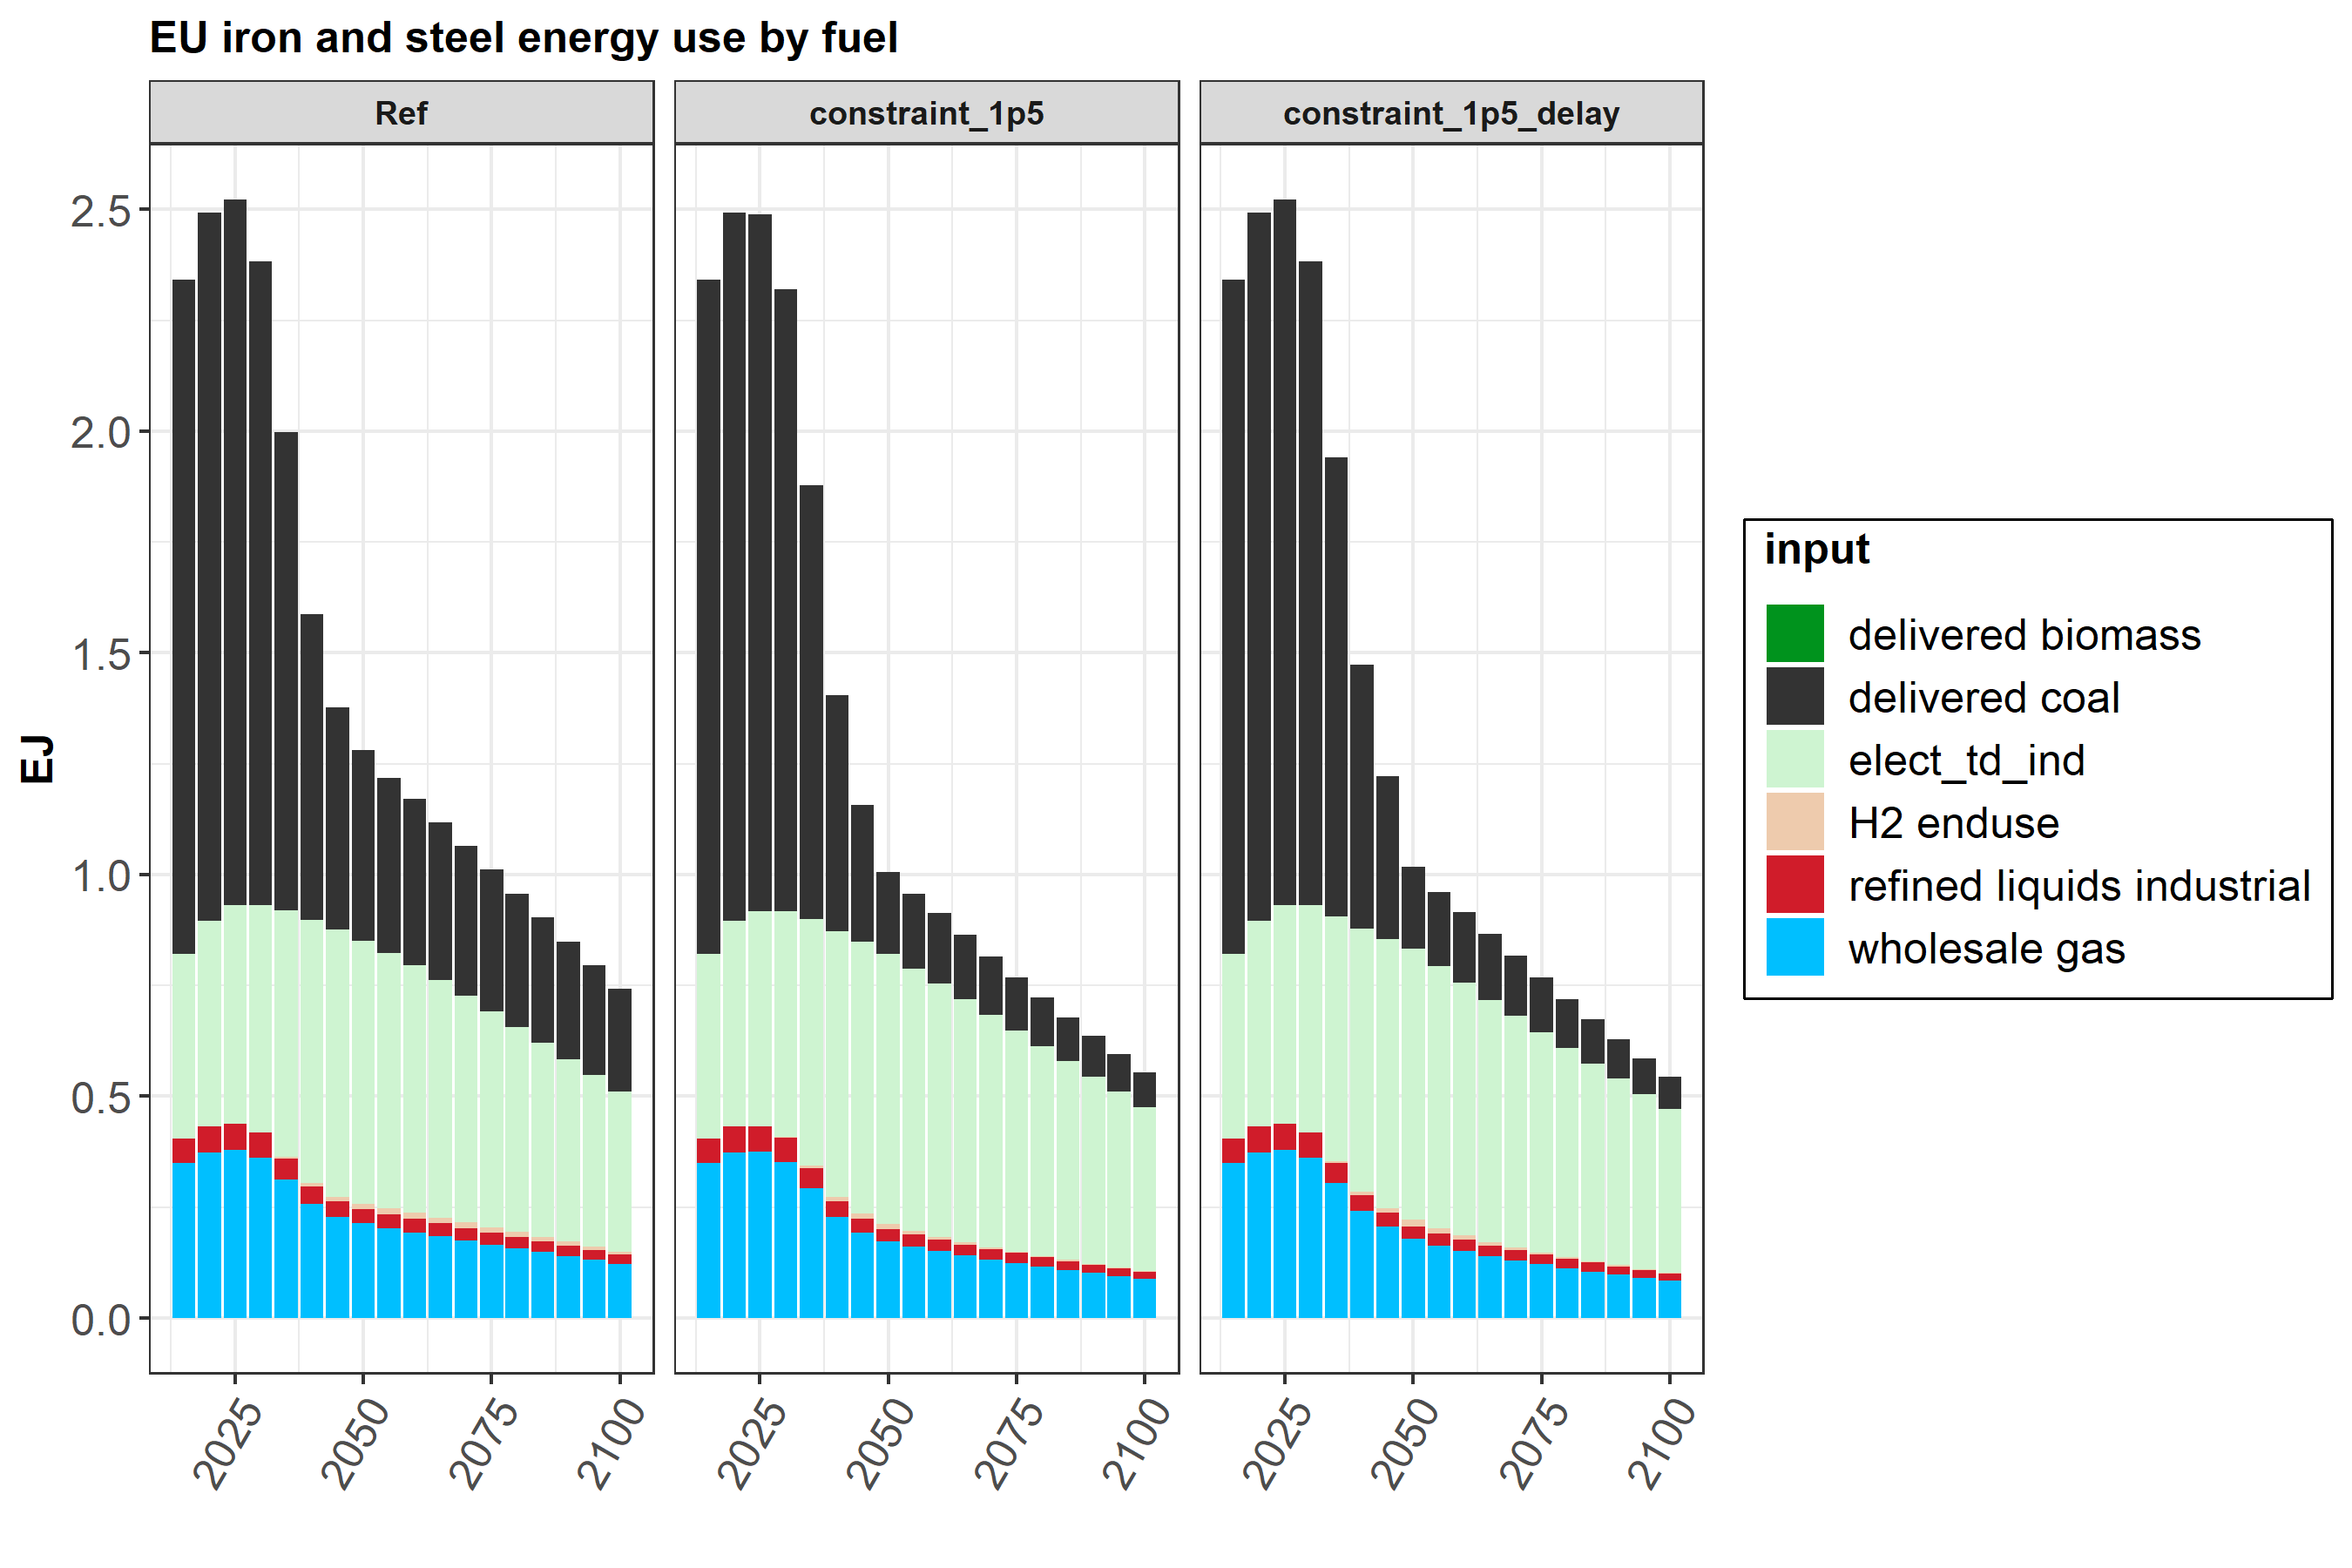 EU iron and steel energy use by fuel
Ref
constraint_1p5
constraint_1p5_delay
EJ
2.5
2.0
1.5
1.0
0.5
0.0
2025 2050 2075 2100
2025 2050 2075 2100
2025 2050 2075 2100
input
delivered biomass
delivered coal
elect_td_ind
H2 enduse
refined liquids industrial
wholesale gas